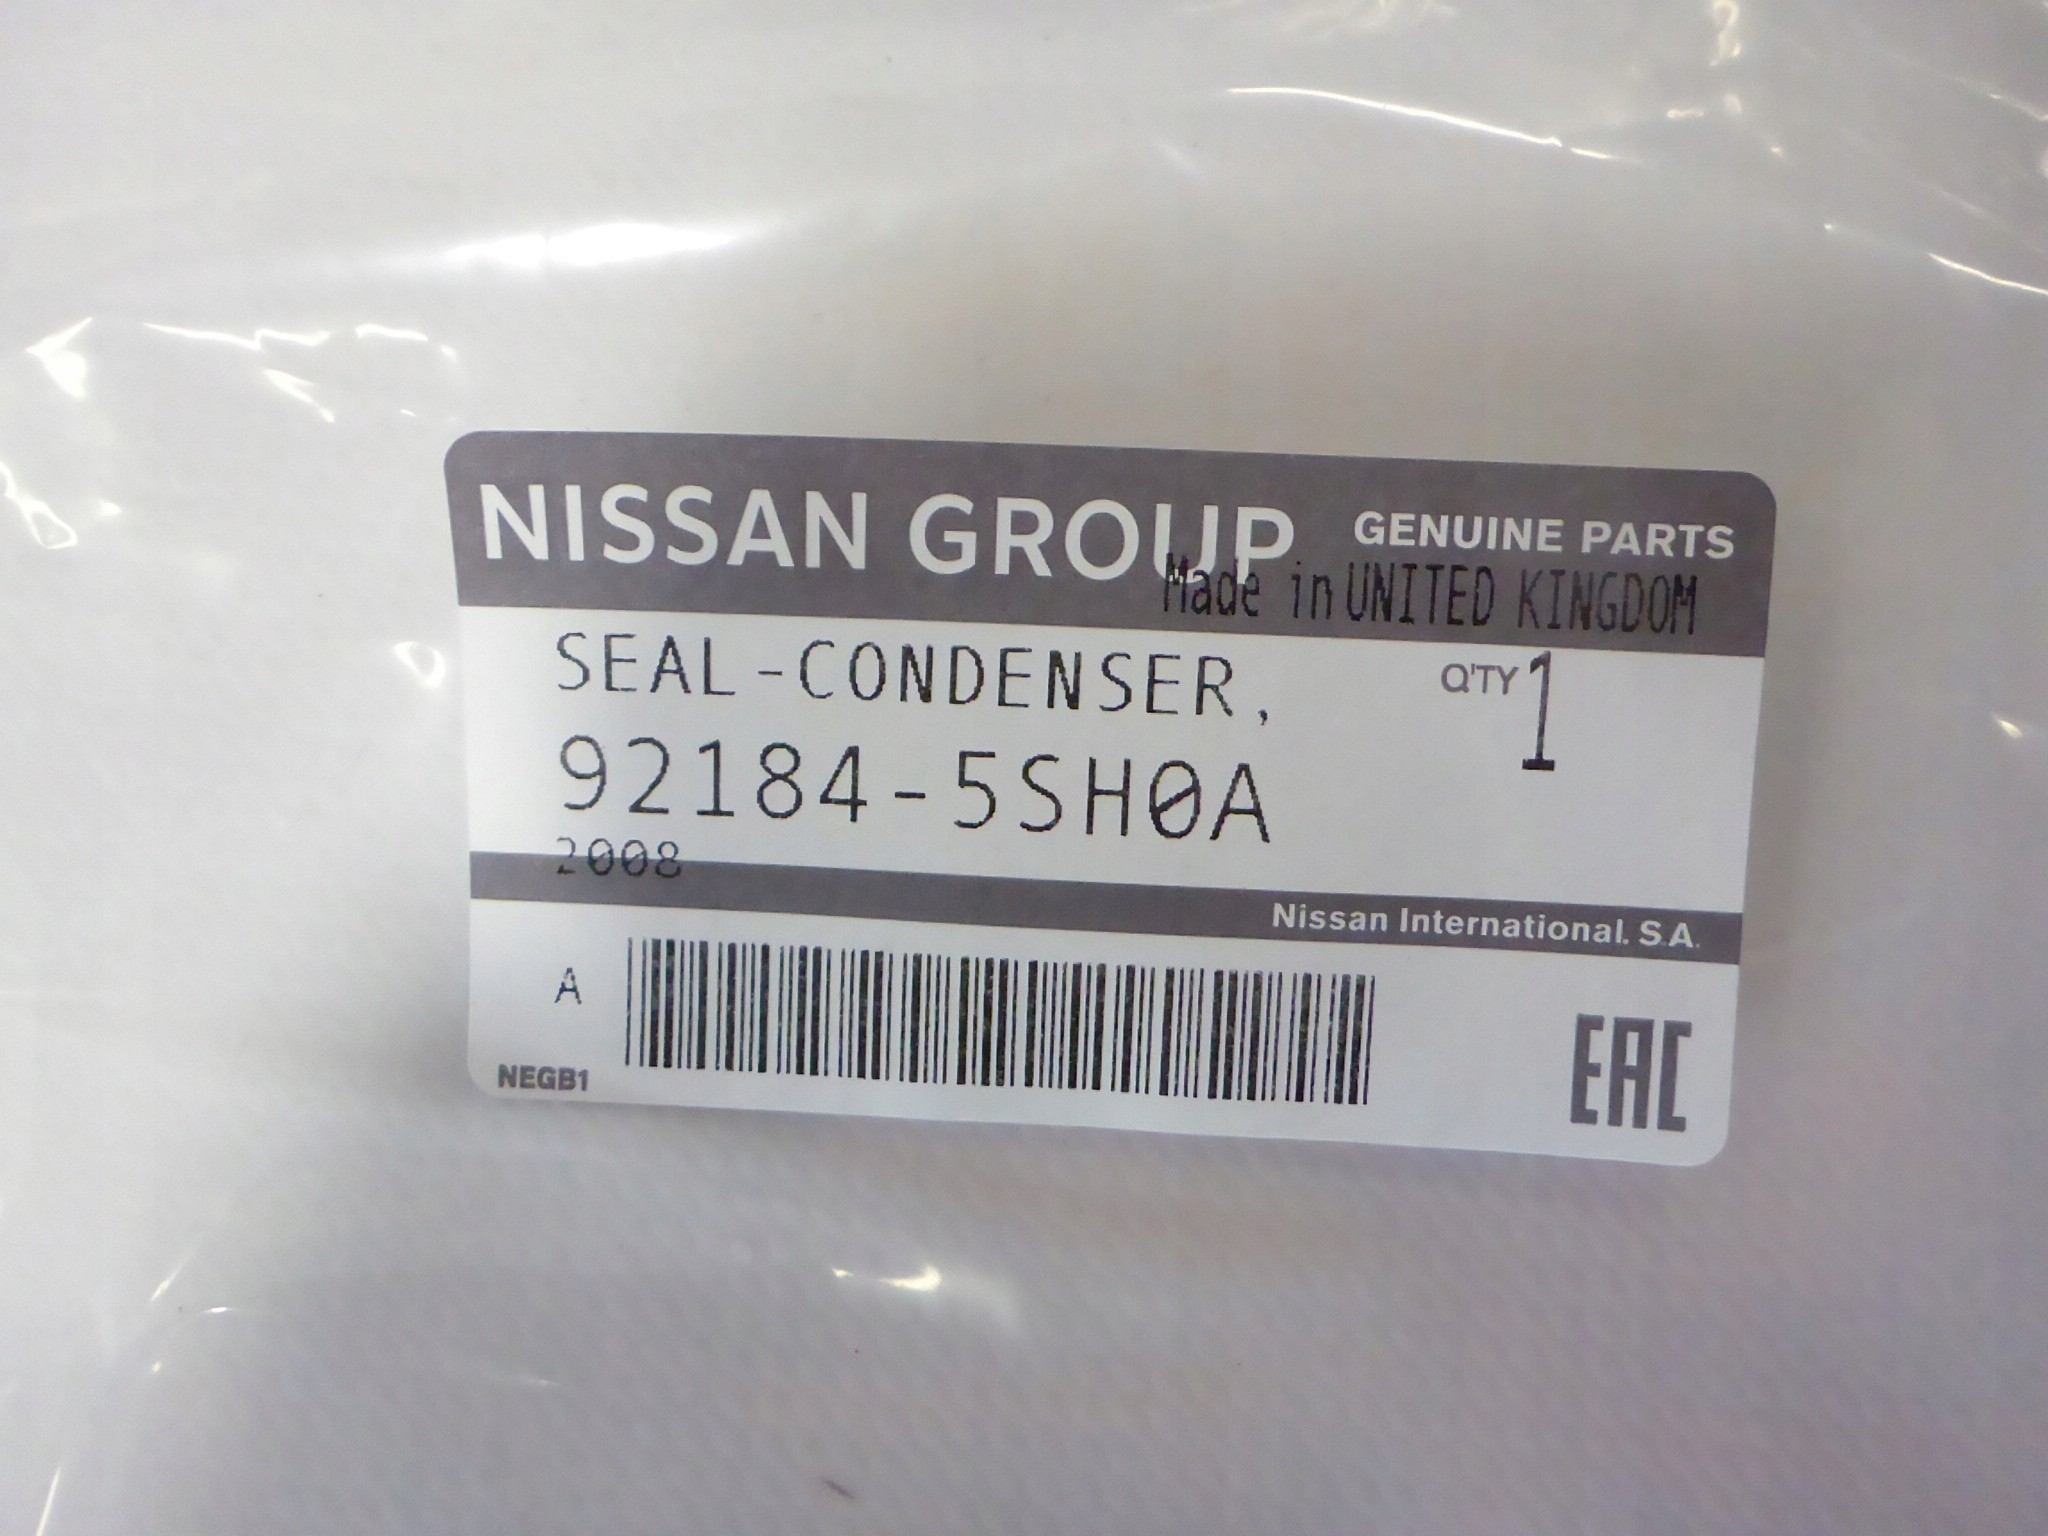 NISSAN GROUP GENUINE PARTS
Made in UNITED KINGDOM
SEAL-CONDENSER, Q'TY 1
92184-5SH0A
2008
Nissan International. S.A.
A
NEGB1
EAC